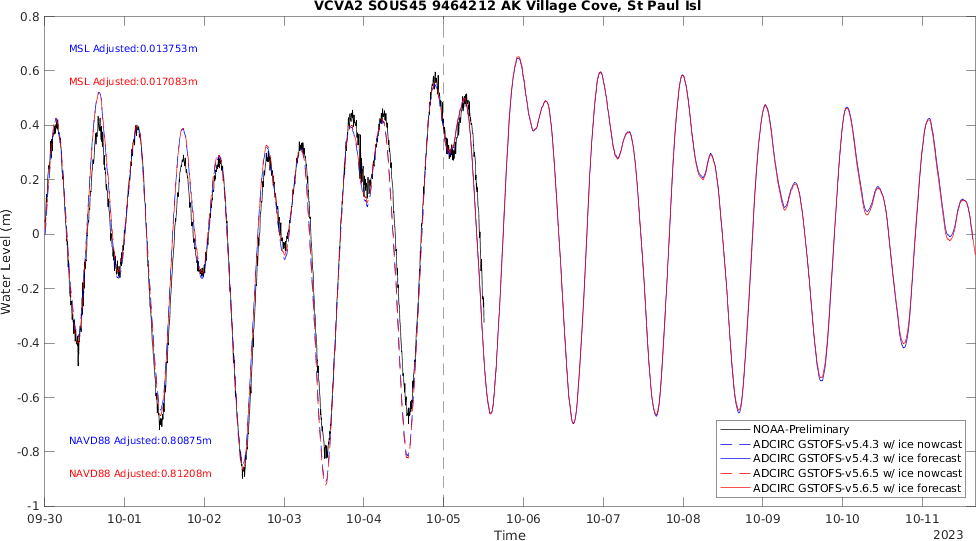 VCVA2 SOUS45 9464212 AK Village Cove, St Paul Isl
0.8
0.6
0.4
0.2
0
-0.2
-0.4
-0.6
-0.8
-1
Water Level (m)
MSL Adjusted:0.013753m
MSL Adjusted:0.017083m
NAVD88 Adjusted:0.80875m
NAVD88 Adjusted:0.81208m
NOAA-Preliminary
ADCIRC GSTOFS-v5.4.3 w/ ice nowcast
ADCIRC GSTOFS-v5.4.3 w/ ice forecast
ADCIRC GSTOFS-v5.6.5 w/ ice nowcast
ADCIRC GSTOFS-v5.6.5 w/ ice forecast
09-30 10-01 10-02 10-03 10-04 10-05 10-06 10-07 10-08 10-09 10-10 10-11
Time
2023